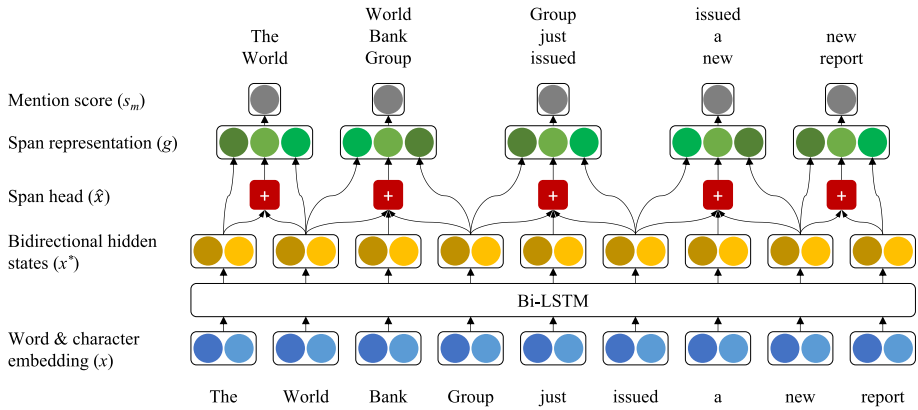 The
World
World
Bank
Group
Group
just
issued
issued
a
new
new
report
Mention score (sₘ)
Span representation (g)
Span head (x̂)
+ + + + +
Bidirectional hidden
states (x*)
Bi-LSTM
Word & character
embedding (x)
The World Bank Group just issued a new report